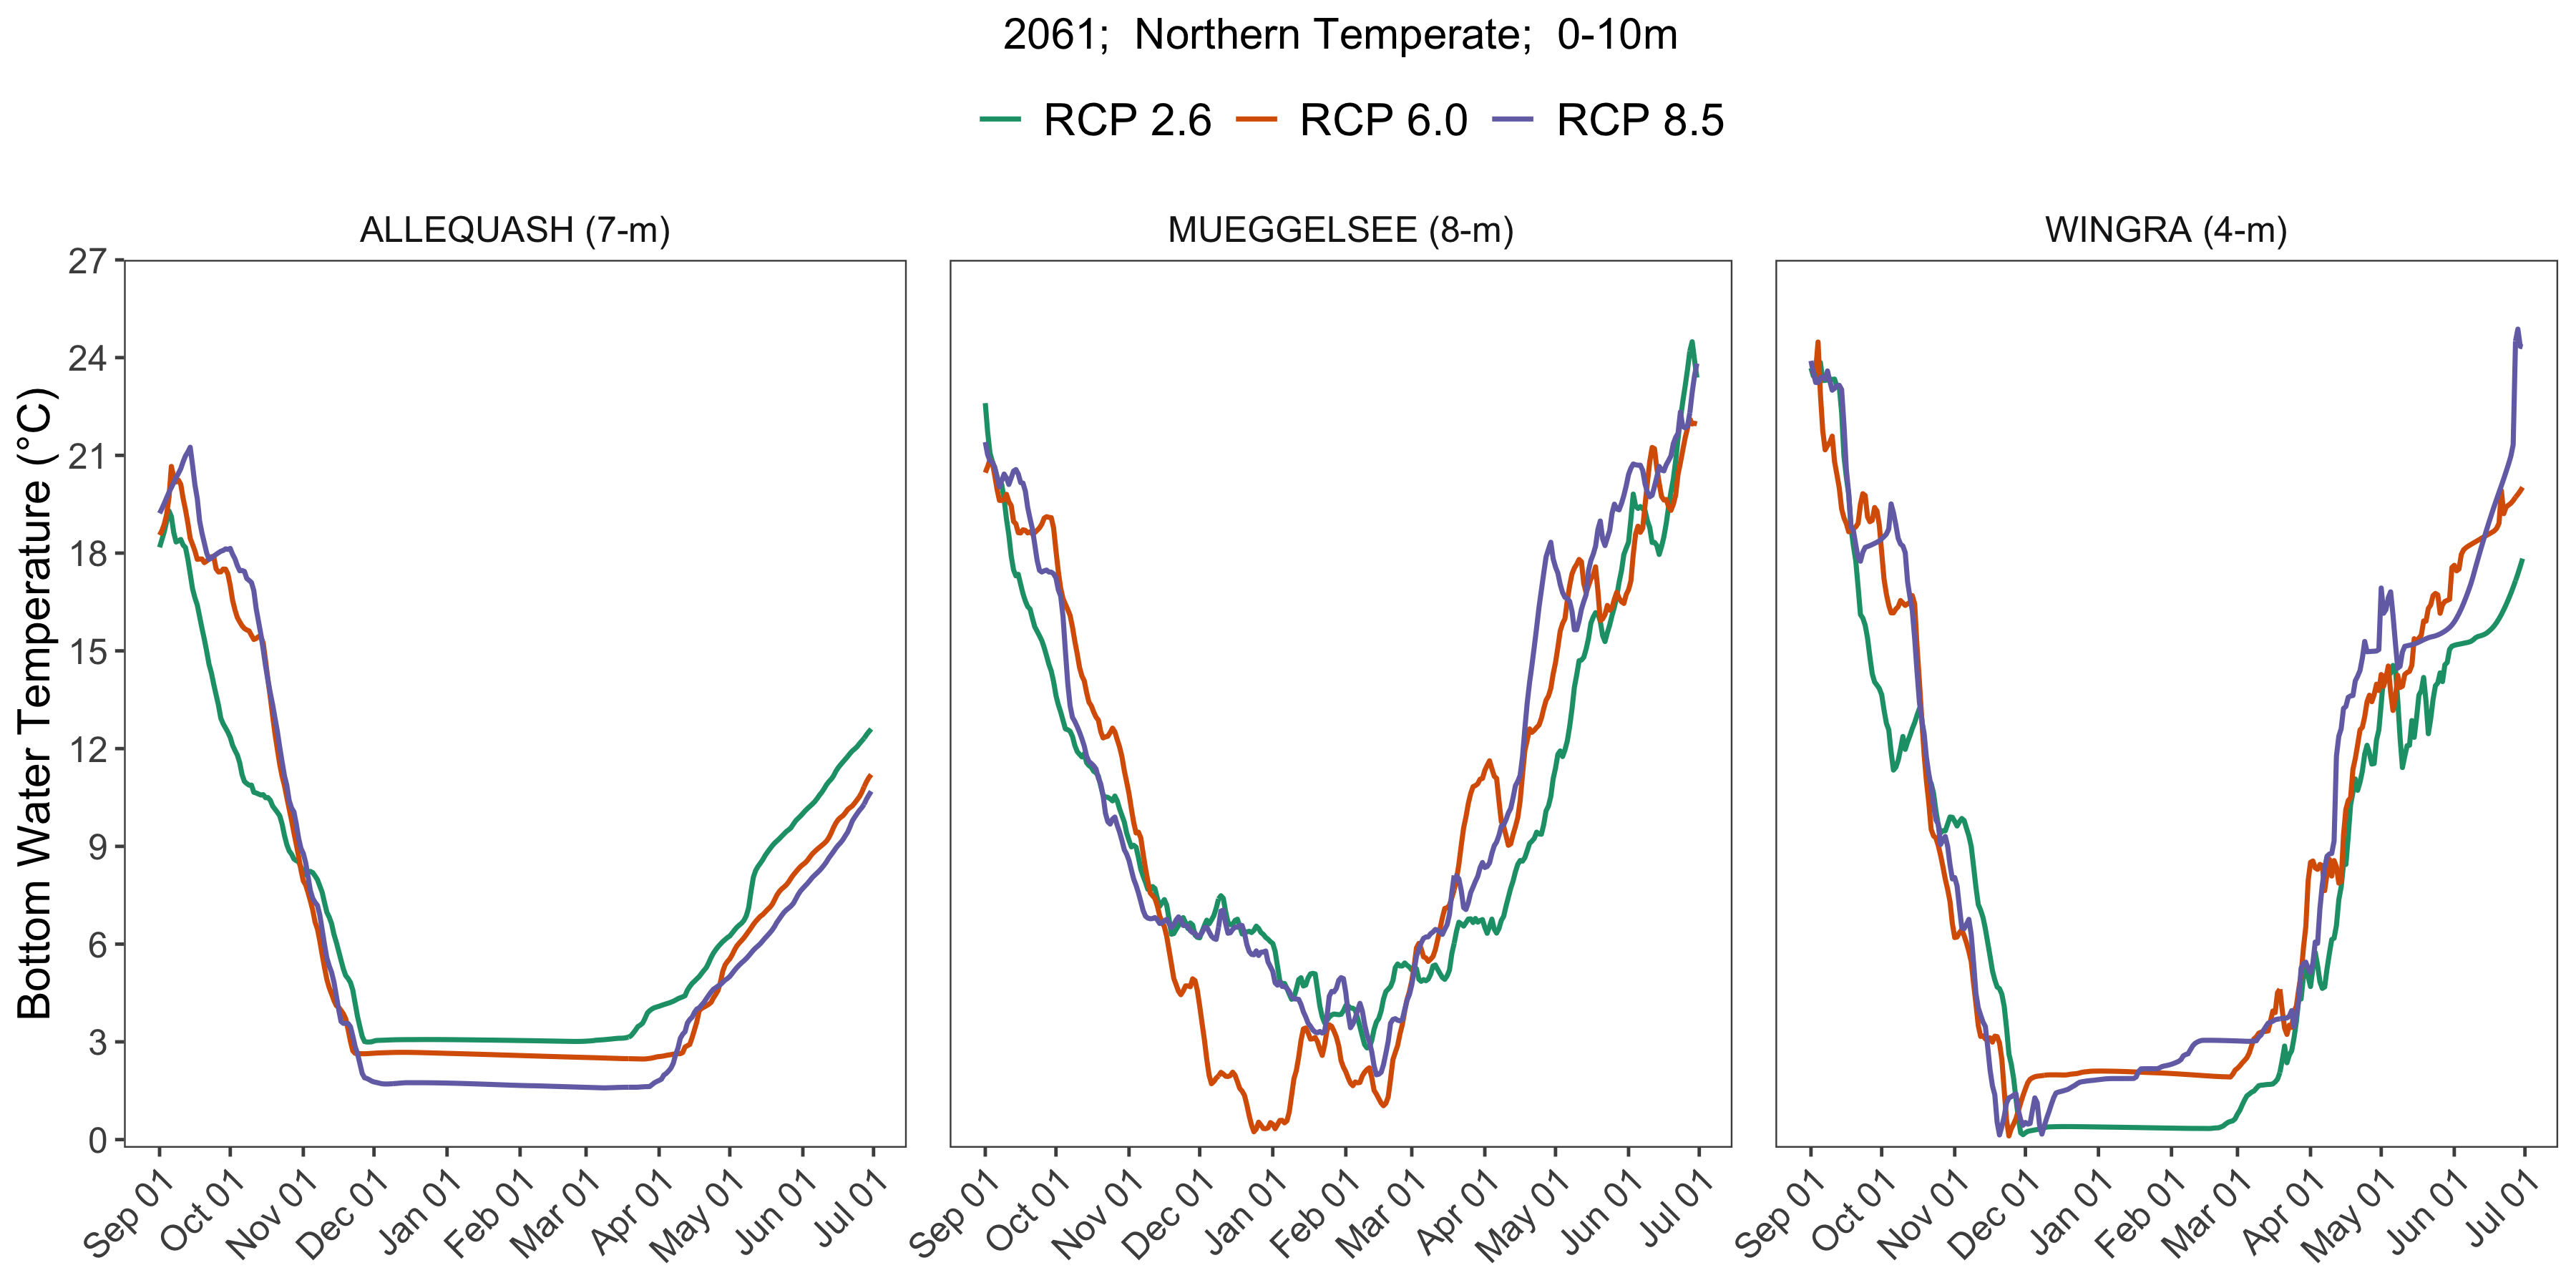 2061;  Northern Temperate;  0-10m
RCP 2.6 RCP 6.0 RCP 8.5
ALLEQUASH (7-m) MUEGGELSEE (8-m) WINGRA (4-m)
Bottom Water Temperature (°C)
27
24
21
18
15
12
9
6
3
0
Sep 01 Oct 01 Nov 01 Dec 01 Jan 01 Feb 01 Mar 01 Apr 01 May 01 Jun 01 Jul 01 Sep 01 Oct 01 Nov 01 Dec 01 Jan 01 Feb 01 Mar 01 Apr 01 May 01 Jun 01 Jul 01 Sep 01 Oct 01 Nov 01 Dec 01 Jan 01 Feb 01 Mar 01 Apr 01 May 01 Jun 01 Jul 01